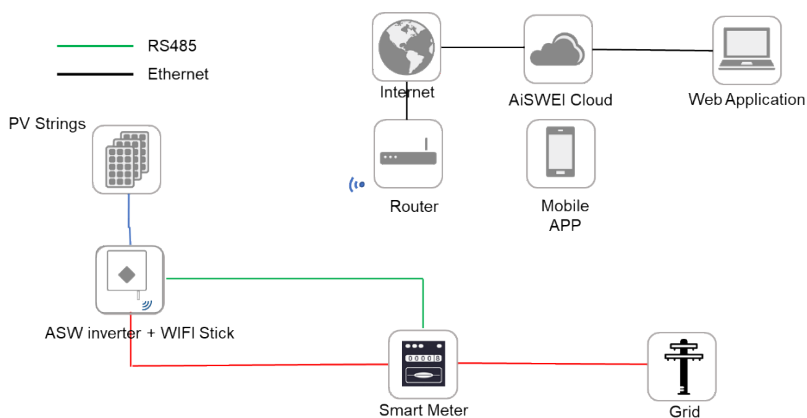 RS485
Ethernet
Internet
AiSWEI Cloud
Web Application
PV Strings
Router
Mobile
APP
ASW inverter + WIFI Stick
000018
Smart Meter
Grid